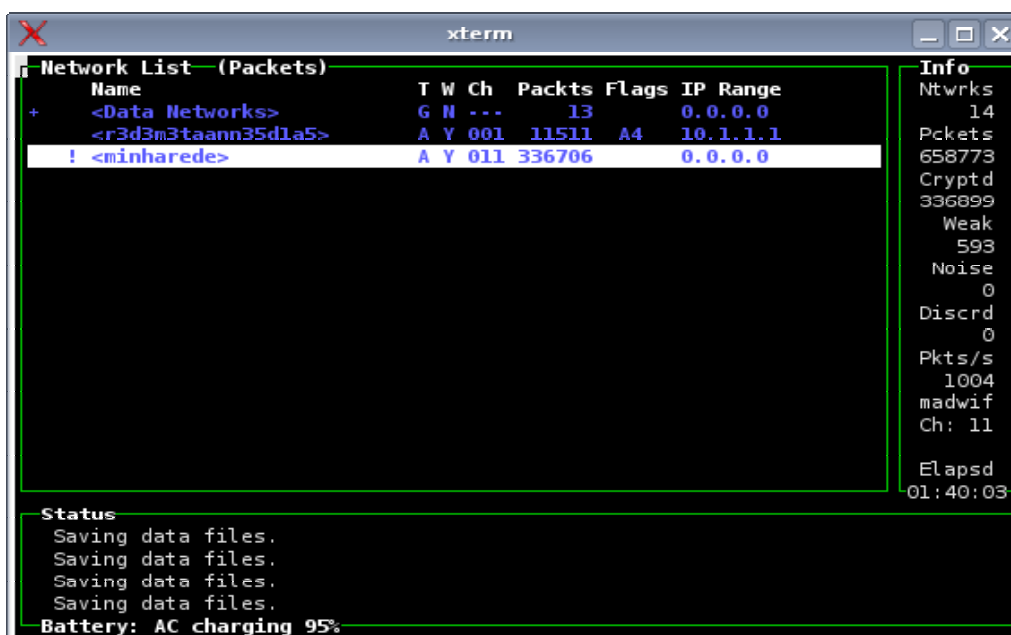 xterm
Network List (Packets)
Name T W Ch Packts Flags IP Range
+ <Data Networks> G N --- 13 0.0.0.0
<r3d3m3taann35d1a5> A Y 001 11511 A4 10.1.1.1
! <minharede> A Y 011 336706 0.0.0.0
Info
Ntwrks
14
Pckets
658773
Cryptd
336899
Weak
593
Noise
0
Discrd
0
Pkts/s
1004
madwif
Ch: 11
Elapsd
01:40:03
Status
Saving data files.
Saving data files.
Saving data files.
Saving data files.
Battery: AC charging 95%